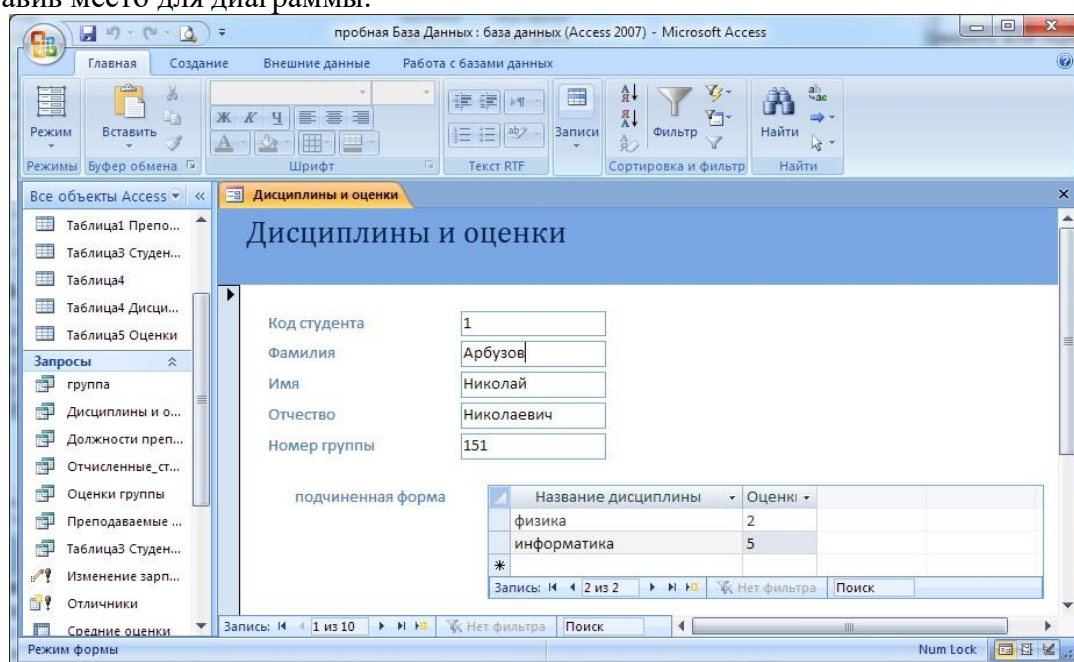 авив место для диаграммы.
пробная База Данных : база данных (Access 2007) - Microsoft Access
Главная Создание Внешние данные Работа с базами данных
Режим Вставить Ж К Ч Записи Фильтр Найти
Режимы Буфер обмена Шрифт Текст RTF Сортировка и фильтр Найти
Все объекты Access « Дисциплины и оценки
Таблица1 Препо...
Таблица3 Студен...
Таблица4
Таблица4 Дисци...
Таблица5 Оценки
Запросы
группа
Дисциплины и о...
Должности преп...
Отчисленные_ст...
Оценки группы
Преподаваемые ...
Таблица3 Студен...
Изменение зарп...
Отличники
Средние оценки
Дисциплины и оценки
Код студента 1
Фамилия Арбузов
Имя Николай
Отчество Николаевич
Номер группы 151
подчиненная форма
Название дисциплины Оценкı
физика 2
информатика 5
Запись: 2 из 2 Нет фильтра Поиск
Запись: 1 из 10 Нет фильтра Поиск
Режим формы Num Lock